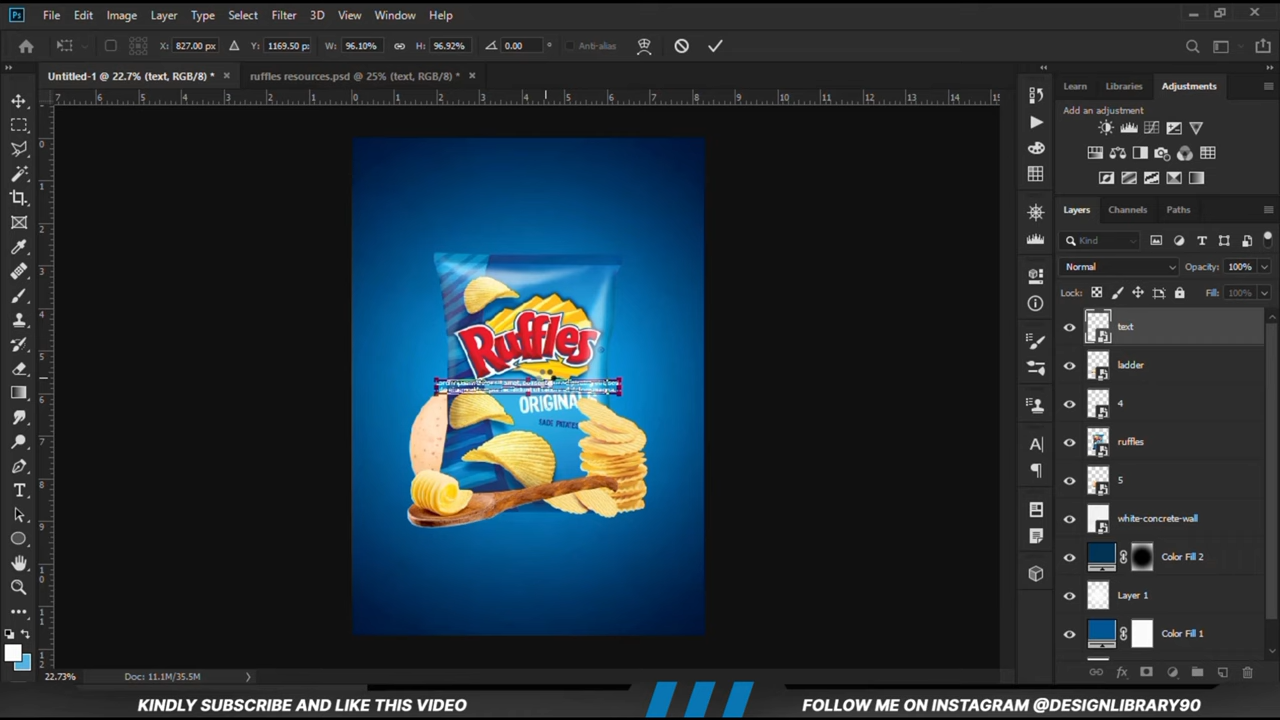 Ps File Edit Image Layer Type Select Filter 3D View Window Help
X: 827.00 px Y: 1169.50 px W: 96.10% H: 96.92% 0.00 ° Anti-alias
Untitled-1 @ 22.7% (text, RGB/8) * × ruffles resources.psd @ 25% (text, RGB/8) * ×
Learn Libraries Adjustments
Add an adjustment
Layers Channels Paths
Kind
Normal Opacity: 100%
Lock: Fill: 100%
text
ladder
4
ruffles
5
white-concrete-wall
Color Fill 2
Layer 1
Color Fill 1
Ruffles
ORIGINAL
22.73% Doc: 11.1M/35.5M
KINDLY SUBSCRIBE AND LIKE THIS VIDEO
FOLLOW ME ON INSTAGRAM @DESIGNLIBRARY90